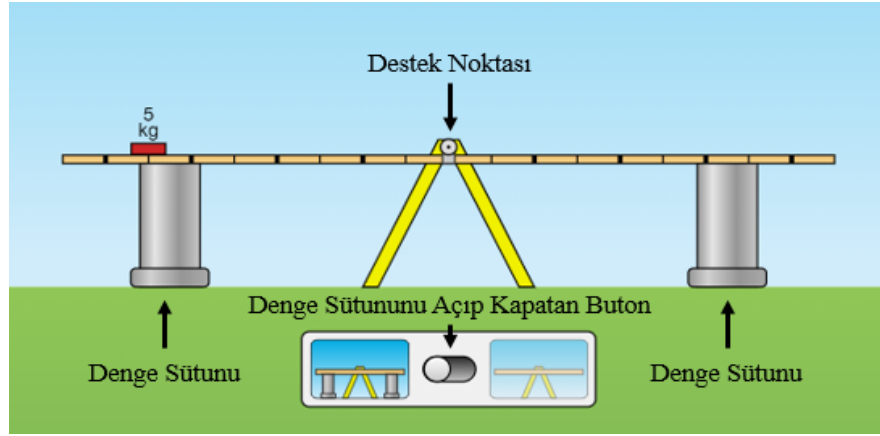 Destek Noktası
5
kg
Denge Sütununu Açıp Kapatan Buton
Denge Sütunu
Denge Sütunu